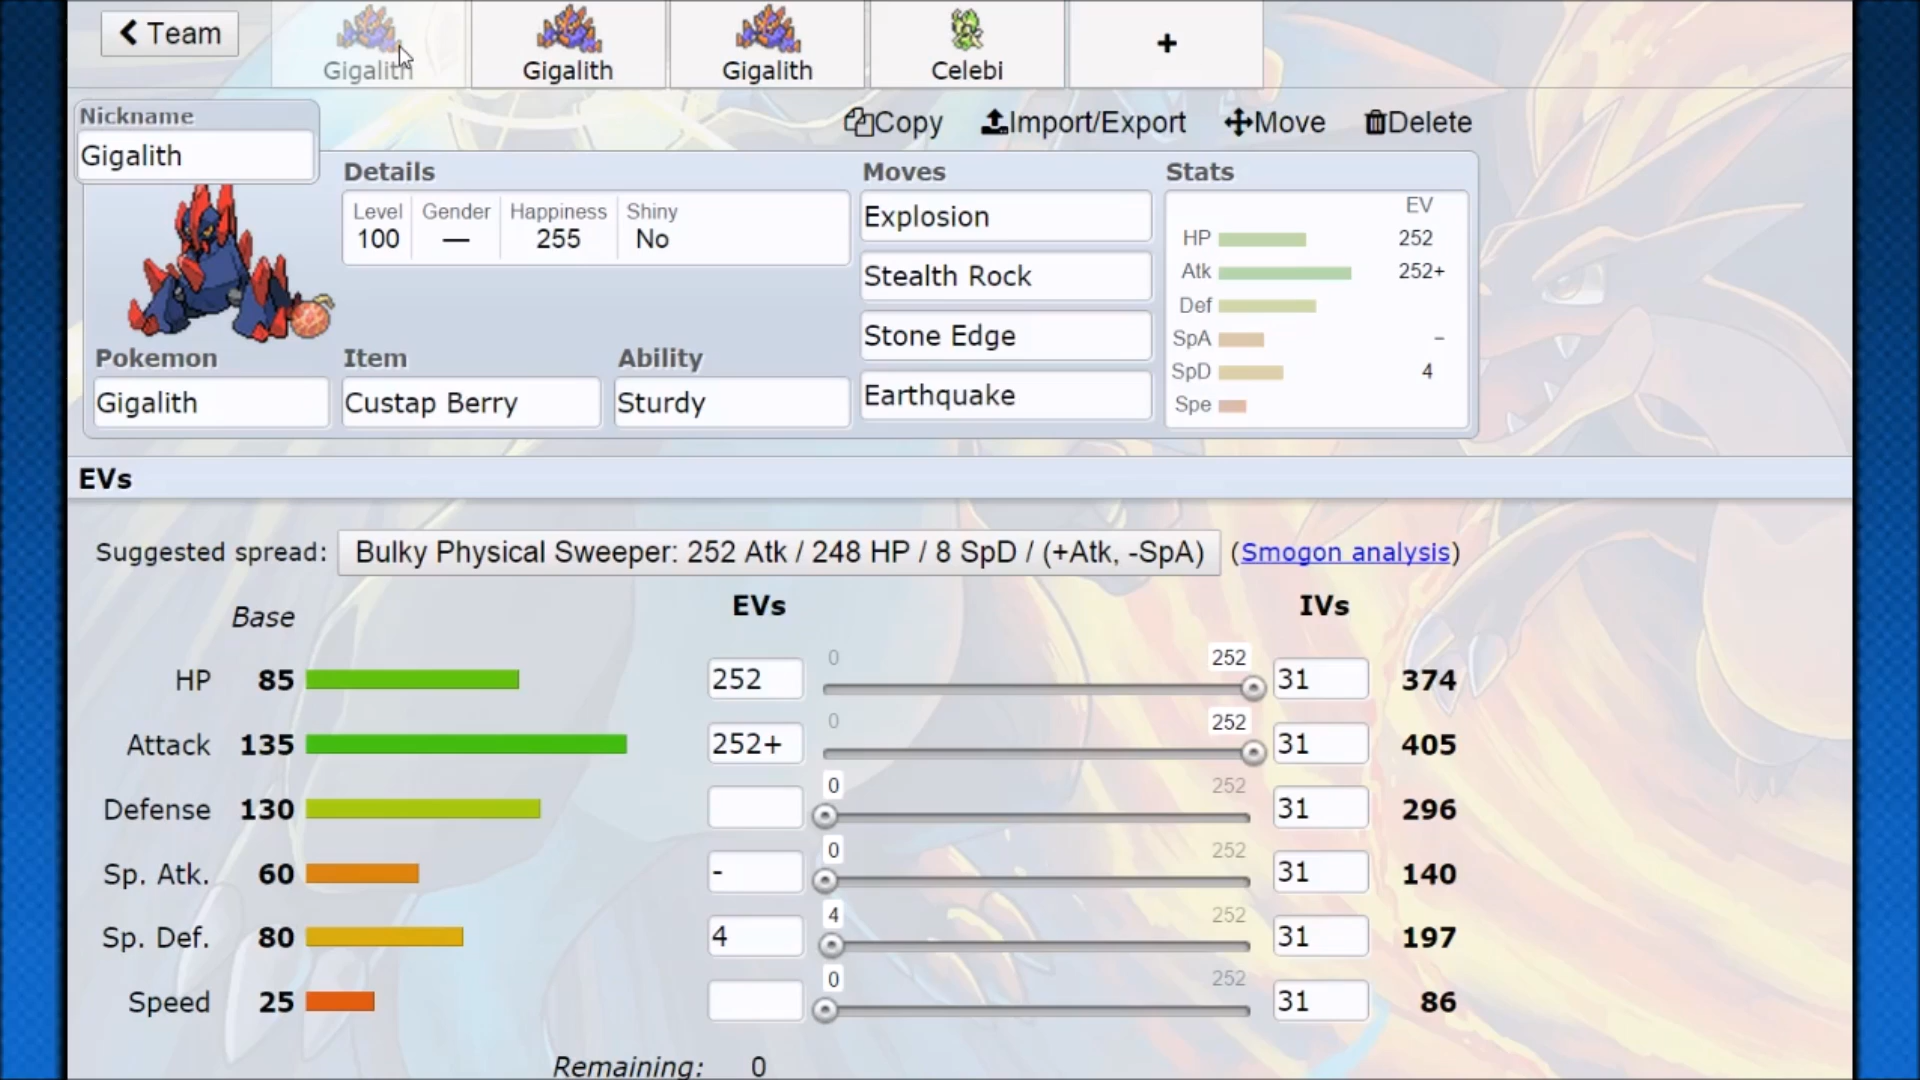 Team
Gigalith
Gigalith
Gigalith
Celebi
+
Nickname
Gigalith
Copy
Import/Export
Move
Delete
Details
Level
100
Gender
—
Happiness
255
Shiny
No
Moves
Explosion
Stealth Rock
Stone Edge
Earthquake
Stats
EV
HP 252
Atk 252+
Def
SpA -
SpD 4
Spe
Pokemon
Gigalith
Item
Custap Berry
Ability
Sturdy
EVs
Suggested spread: Bulky Physical Sweeper: 252 Atk / 248 HP / 8 SpD / (+Atk, -SpA) (Smogon analysis)
Base EVs IVs
0 252
HP 85 252 31 374
0 252
Attack 135 252+ 31 405
0 252
Defense 130 31 296
0 252
Sp. Atk. 60 - 31 140
4 252
Sp. Def. 80 4 31 197
0 252
Speed 25 31 86
Remaining: 0